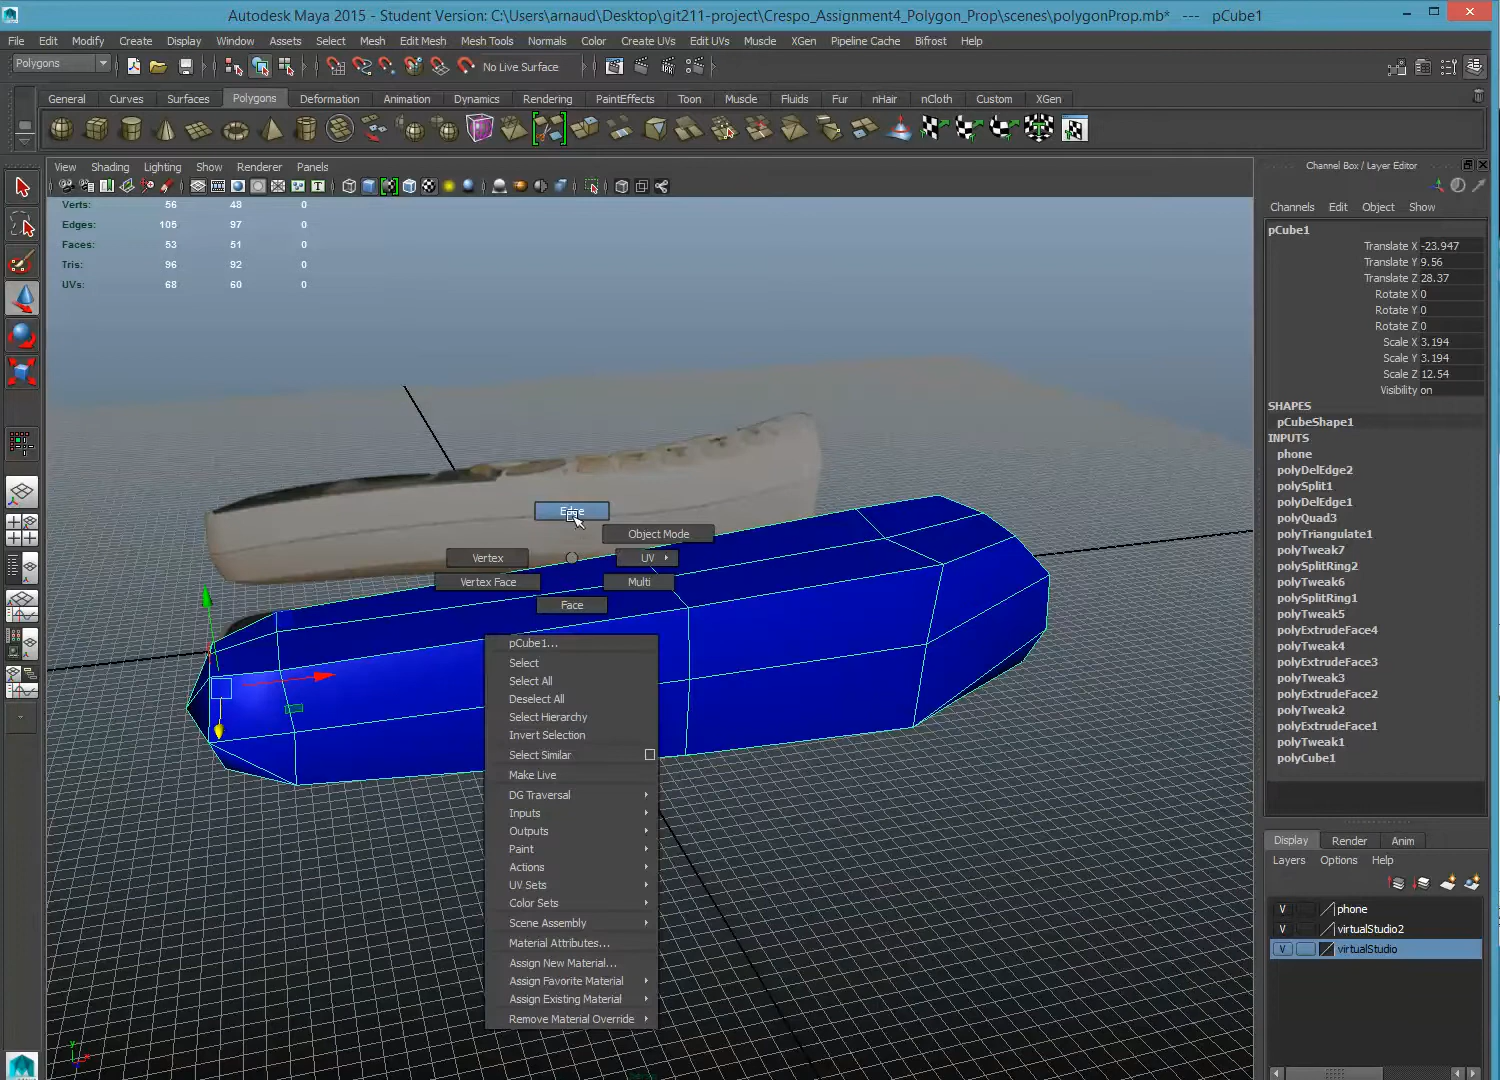 Autodesk Maya 2015 - Student Version: C:\Users\arnaud\Desktop\git211-project\Crespo_Assignment4_Polygon_Prop\scenes\polygonProp.mb* --- pCube1
File Edit Modify Create Display Window Assets Select Mesh Edit Mesh Mesh Tools Normals Color Create UVs Edit UVs Muscle XGen Pipeline Cache Bifrost Help
Polygons
No Live Surface
General Curves Surfaces Polygons Deformation Animation Dynamics Rendering PaintEffects Toon Muscle Fluids Fur nHair nCloth Custom XGen
View Shading Lighting Show Renderer Panels
Verts: 56 48 0
Edges: 105 97 0
Faces: 53 51 0
Tris: 96 92 0
UVs: 68 60 0
Edge
Object Mode
Vertex
UV
Vertex Face
Multi
Face
pCube1...
Select
Select All
Deselect All
Select Hierarchy
Invert Selection
Select Similar
Make Live
DG Traversal
Inputs
Outputs
Paint
Actions
UV Sets
Color Sets
Scene Assembly
Material Attributes...
Assign New Material...
Assign Favorite Material
Assign Existing Material
Remove Material Override
y
x
Channel Box / Layer Editor
Channels Edit Object Show
pCube1
Translate X -23.947
Translate Y 9.56
Translate Z 28.37
Rotate X 0
Rotate Y 0
Rotate Z 0
Scale X 3.194
Scale Y 3.194
Scale Z 12.54
Visibility on
SHAPES
pCubeShape1
INPUTS
phone
polyDelEdge2
polySplit1
polyDelEdge1
polyQuad3
polyTriangulate1
polyTweak7
polySplitRing2
polyTweak6
polySplitRing1
polyTweak5
polyExtrudeFace4
polyTweak4
polyExtrudeFace3
polyTweak3
polyExtrudeFace2
polyTweak2
polyExtrudeFace1
polyTweak1
polyCube1
Display Render Anim
Layers Options Help
V phone
V virtualStudio2
V virtualStudio